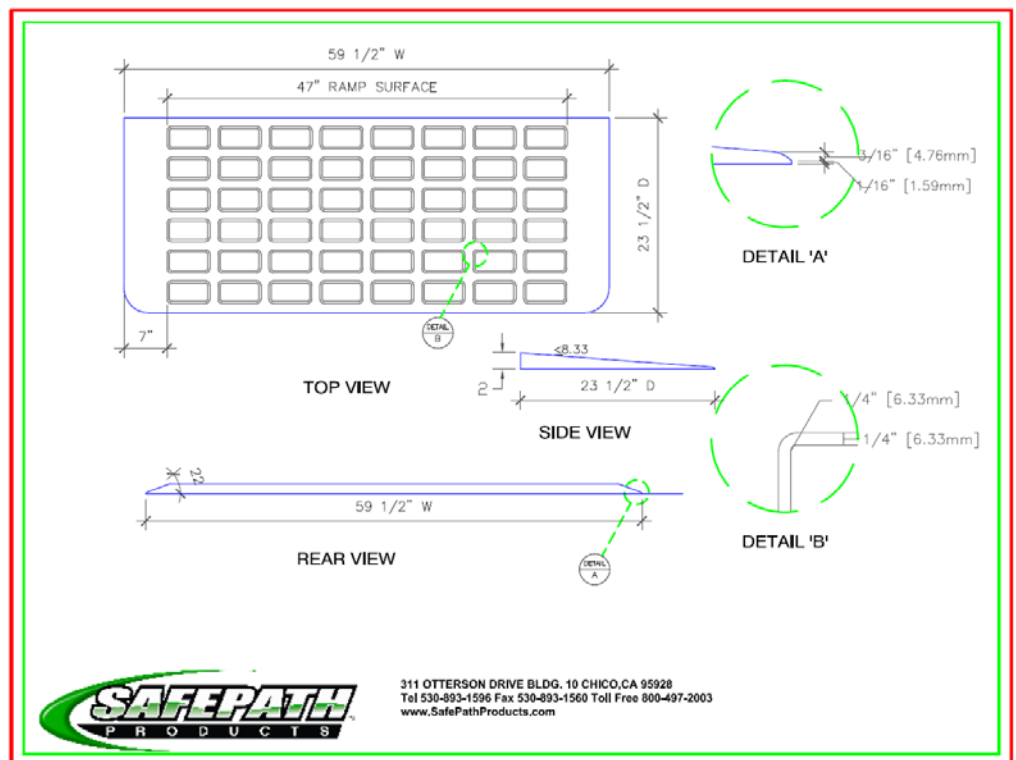 59 1/2" W
47" RAMP SURFACE
23 1/2" D
7"
DETAIL
B
TOP VIEW
3/16" [4.76mm]
1/16" [1.59mm]
DETAIL 'A'
2
≤8.33
23 1/2" D
SIDE VIEW
22
59 1/2" W
REAR VIEW
DETAIL
A
1/4" [6.33mm]
1/4" [6.33mm]
DETAIL 'B'
SAFEPATH
PRODUCTS
311 OTTERSON DRIVE BLDG. 10 CHICO,CA 95928
Tel 530-893-1596 Fax 530-893-1560 Toll Free 800-497-2003
www.SafePathProducts.com